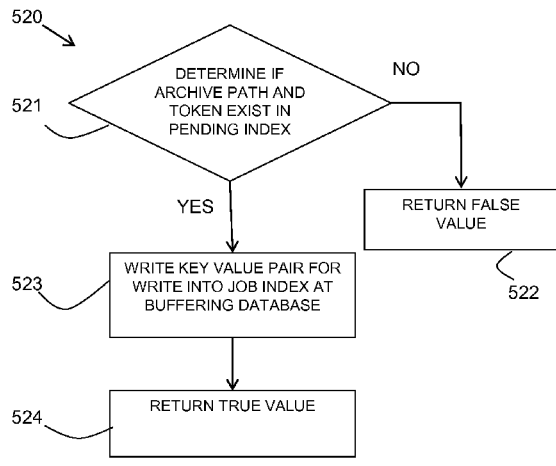 520
DETERMINE IF
ARCHIVE PATH AND
TOKEN EXIST IN
PENDING INDEX
NO
521
YES
RETURN FALSE
VALUE
522
523
WRITE KEY VALUE PAIR FOR
WRITE INTO JOB INDEX AT
BUFFERING DATABASE
524
RETURN TRUE VALUE